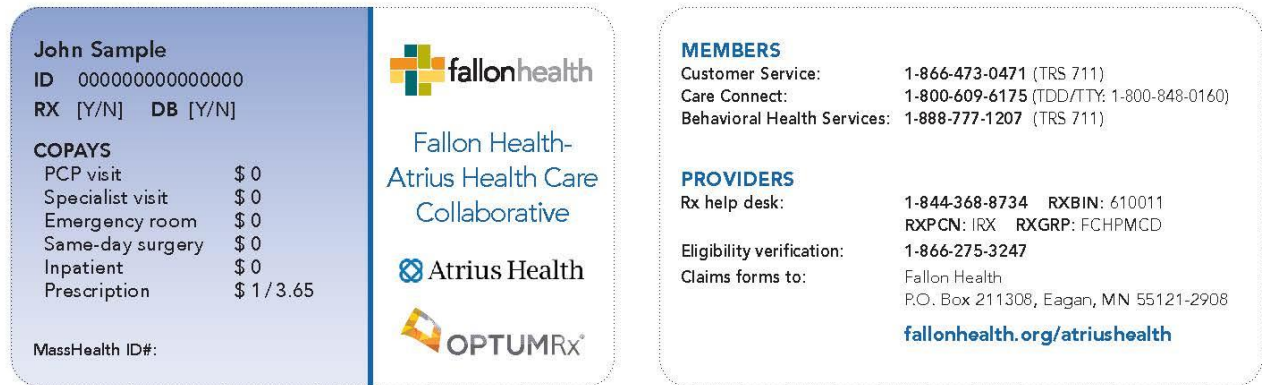 John Sample
ID 000000000000000
RX [Y/N] DB [Y/N]
COPAYS
PCP visit $ 0
Specialist visit $ 0
Emergency room $ 0
Same-day surgery $ 0
Inpatient $ 0
Prescription $ 1 / 3.65
MassHealth ID#:
fallonhealth
Fallon Health-
Atrius Health Care
Collaborative
Atrius Health
OPTUMRx®
MEMBERS
Customer Service: 1-866-473-0471 (TRS 711)
Care Connect: 1-800-609-6175 (TDD/TTY: 1-800-848-0160)
Behavioral Health Services: 1-888-777-1207 (TRS 711)
PROVIDERS
Rx help desk: 1-844-368-8734 RXBIN: 610011
RXPCN: IRX RXGRP: FCHPMCD
Eligibility verification: 1-866-275-3247
Claims forms to: Fallon Health
P.O. Box 211308, Eagan, MN 55121-2908
fallonhealth.org/atriushealth